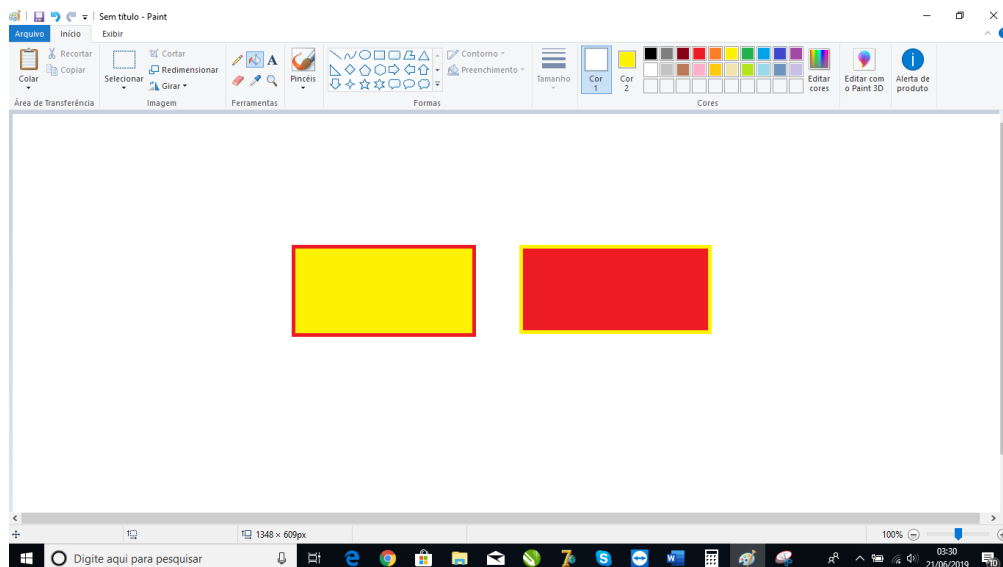 Sem título - Paint
Arquivo Início Exibir
Colar
Recortar
Copiar
Área de Transferência
Selecionar
Cortar
Redimensionar
Girar
Imagem
A
Ferramentas
Pincéis
Contorno
Preenchimento
Formas
Tamanho
Cor
1
Cor
2
Editar
cores
Cores
Editar com
o Paint 3D
Alerta de
produto
1348 × 609px
100%
Digite aqui para pesquisar
03:30
21/06/2019
10